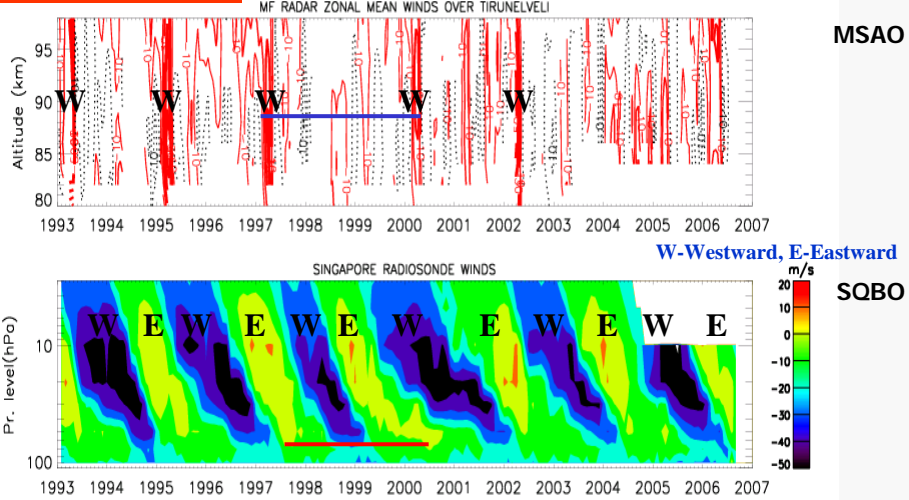 MF RADAR ZONAL MEAN WINDS OVER TIRUNELVELI
MSAO
Altitude (km)
95
90
85
80
W W W W W
1993 1994 1995 1996 1997 1998 1999 2000 2001 2002 2003 2004 2005 2006 2007
W-Westward, E-Eastward
SINGAPORE RADIOSONDE WINDS
m/s
SQBO
Pr. level(hPa)
10
100
W E W E W E W E W E W E
20
10
0
-10
-20
-30
-40
-50
1993 1994 1995 1996 1997 1998 1999 2000 2001 2002 2003 2004 2005 2006 2007